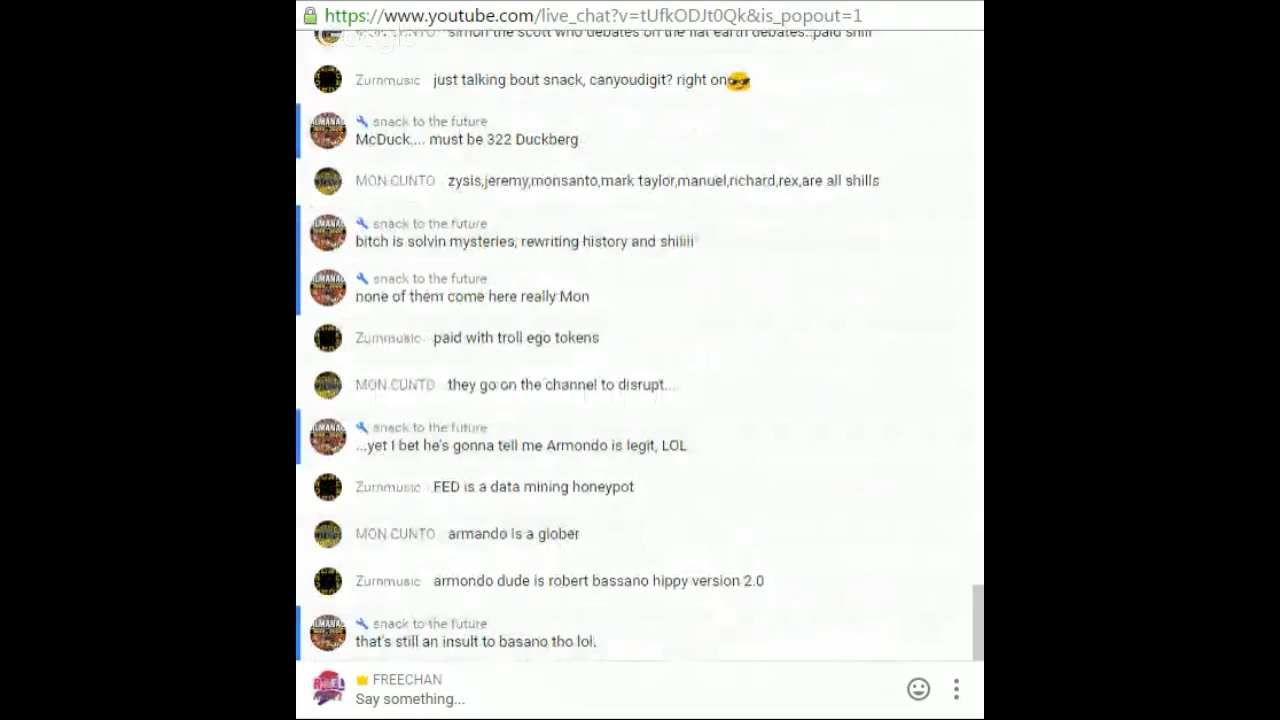 https://www.youtube.com/live_chat?v=tUfkODJt0Qk&is_popout=1
MON CUNTO simon the scott who debates on the flat earth debates..paid shill
Zurnmusic just talking bout snack, canyoudigit? right on
snack to the future
McDuck.... must be 322 Duckberg
MON CUNTO zysis,jeremy,monsanto,mark taylor,manuel,richard,rex,are all shills
snack to the future
bitch is solvin mysteries, rewriting history and shiiiii
snack to the future
none of them come here really Mon
Zurnmusic paid with troll ego tokens
MON CUNTO they go on the channel to disrupt...
snack to the future
...yet I bet he's gonna tell me Armondo is legit, LOL
Zurnmusic FED is a data mining honeypot
MON CUNTO armando is a glober
Zurnmusic armondo dude is robert bassano hippy version 2.0
snack to the future
that's still an insult to basano tho lol.
FREECHAN
Say something...